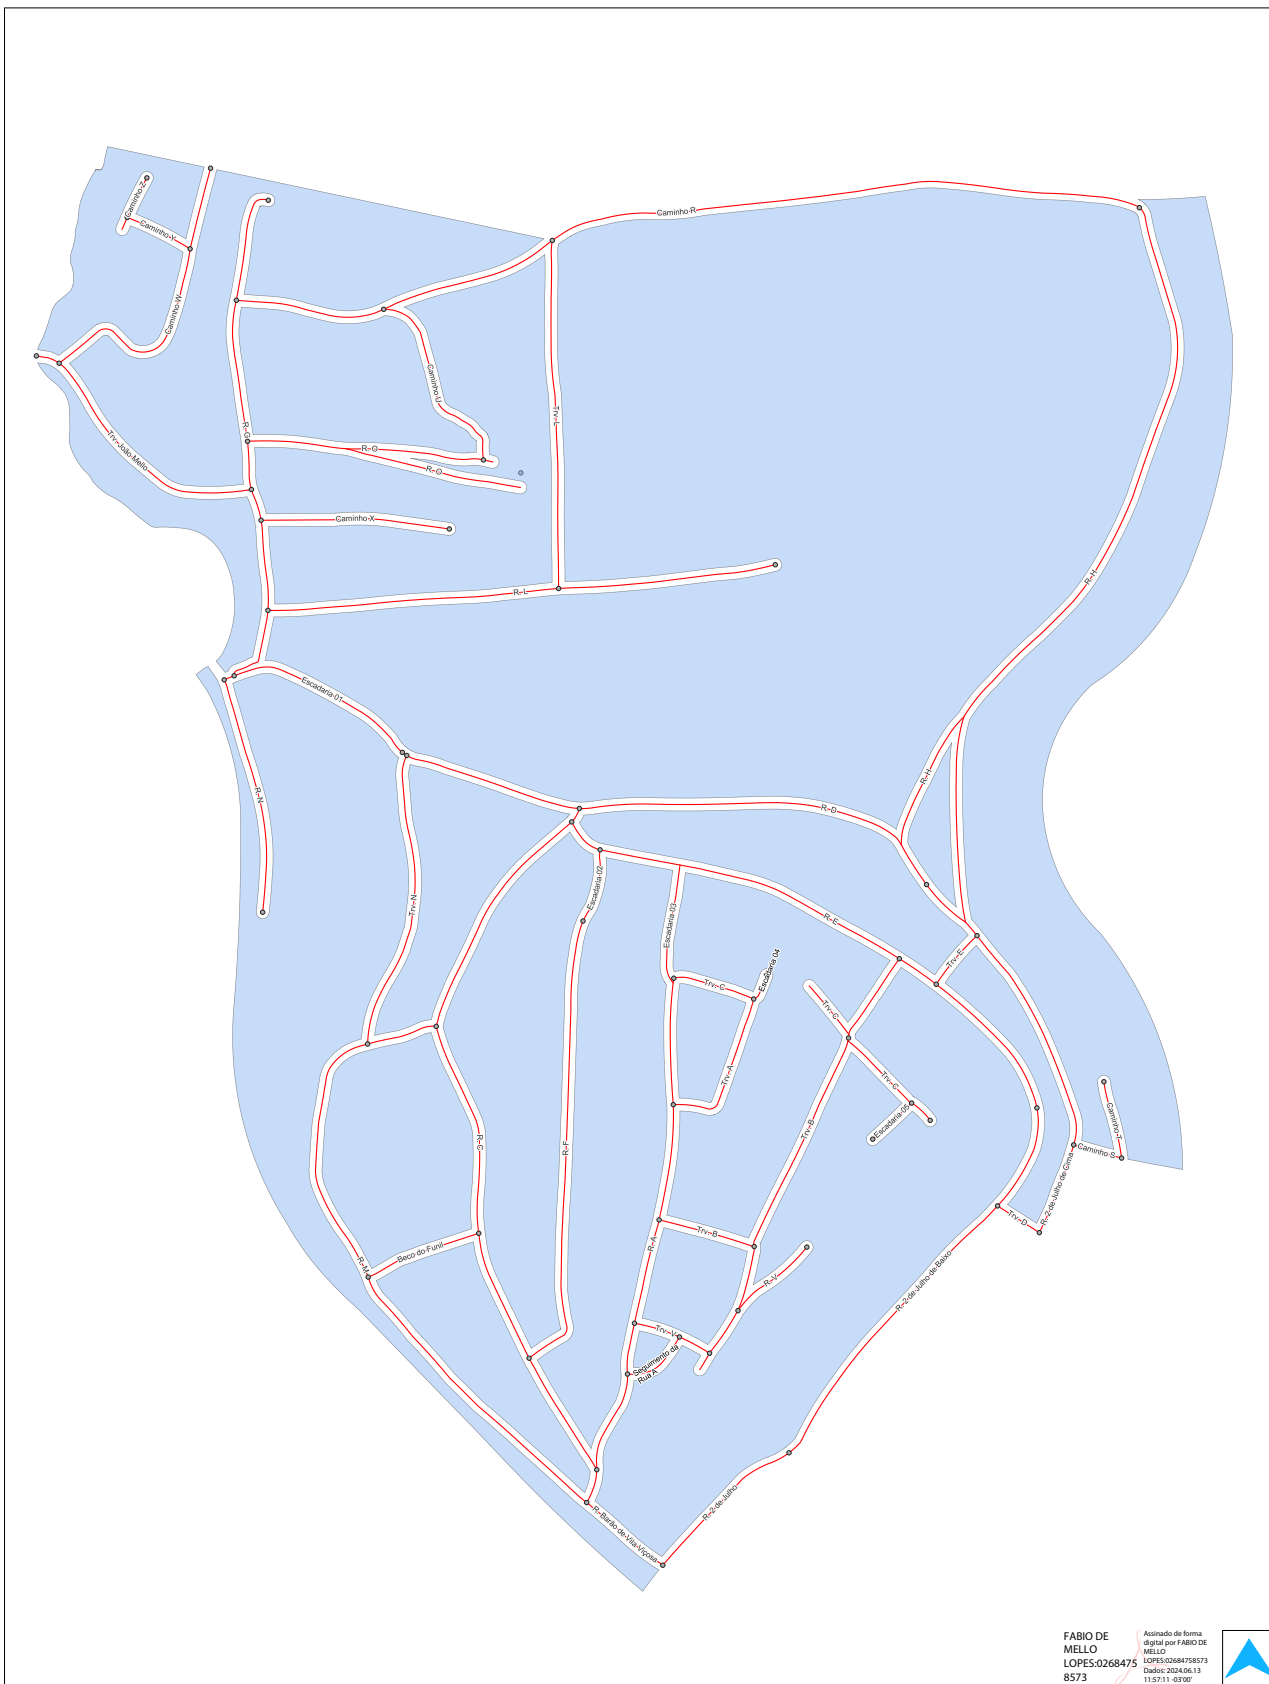 Caminho-Z
Caminho-Y
Caminho-R
Caminho-M
Caminho-U
Trv.-L
R.-G
Trv.-João-Mello
R.-O
R.-O
Caminho-X
R.-L
R.-H
Escadaria-01
R.-N
R.-H
R.-D
Escadaria-02
Trv.-N
Escadaria-03
R.-E
Trv.-E
Escadaria 04
Trv.-C
Trv.-C
Trv.-A
Trv.-C
Escadaria-05
Trv.-B
R.-C
R.-F
Caminho-T
Caminho-S
R.-2-de-Julho-de-Cima
Trv.-D
R.-A
Trv.-B
Beco-do-Funil
R.-M
R.-V
R.-2-de-Julho-de-Baixo
Trv.-V
Seguimento da
Rua A
R.-2-de-Julho
R.-Barão-de-Vila-Viçosa
FABIO DE
MELLO
LOPES:0268475
8573
Assinado de forma
digital por FABIO DE
MELLO
LOPES:02684758573
Dados: 2024.06.13
11:57:11 -03'00'